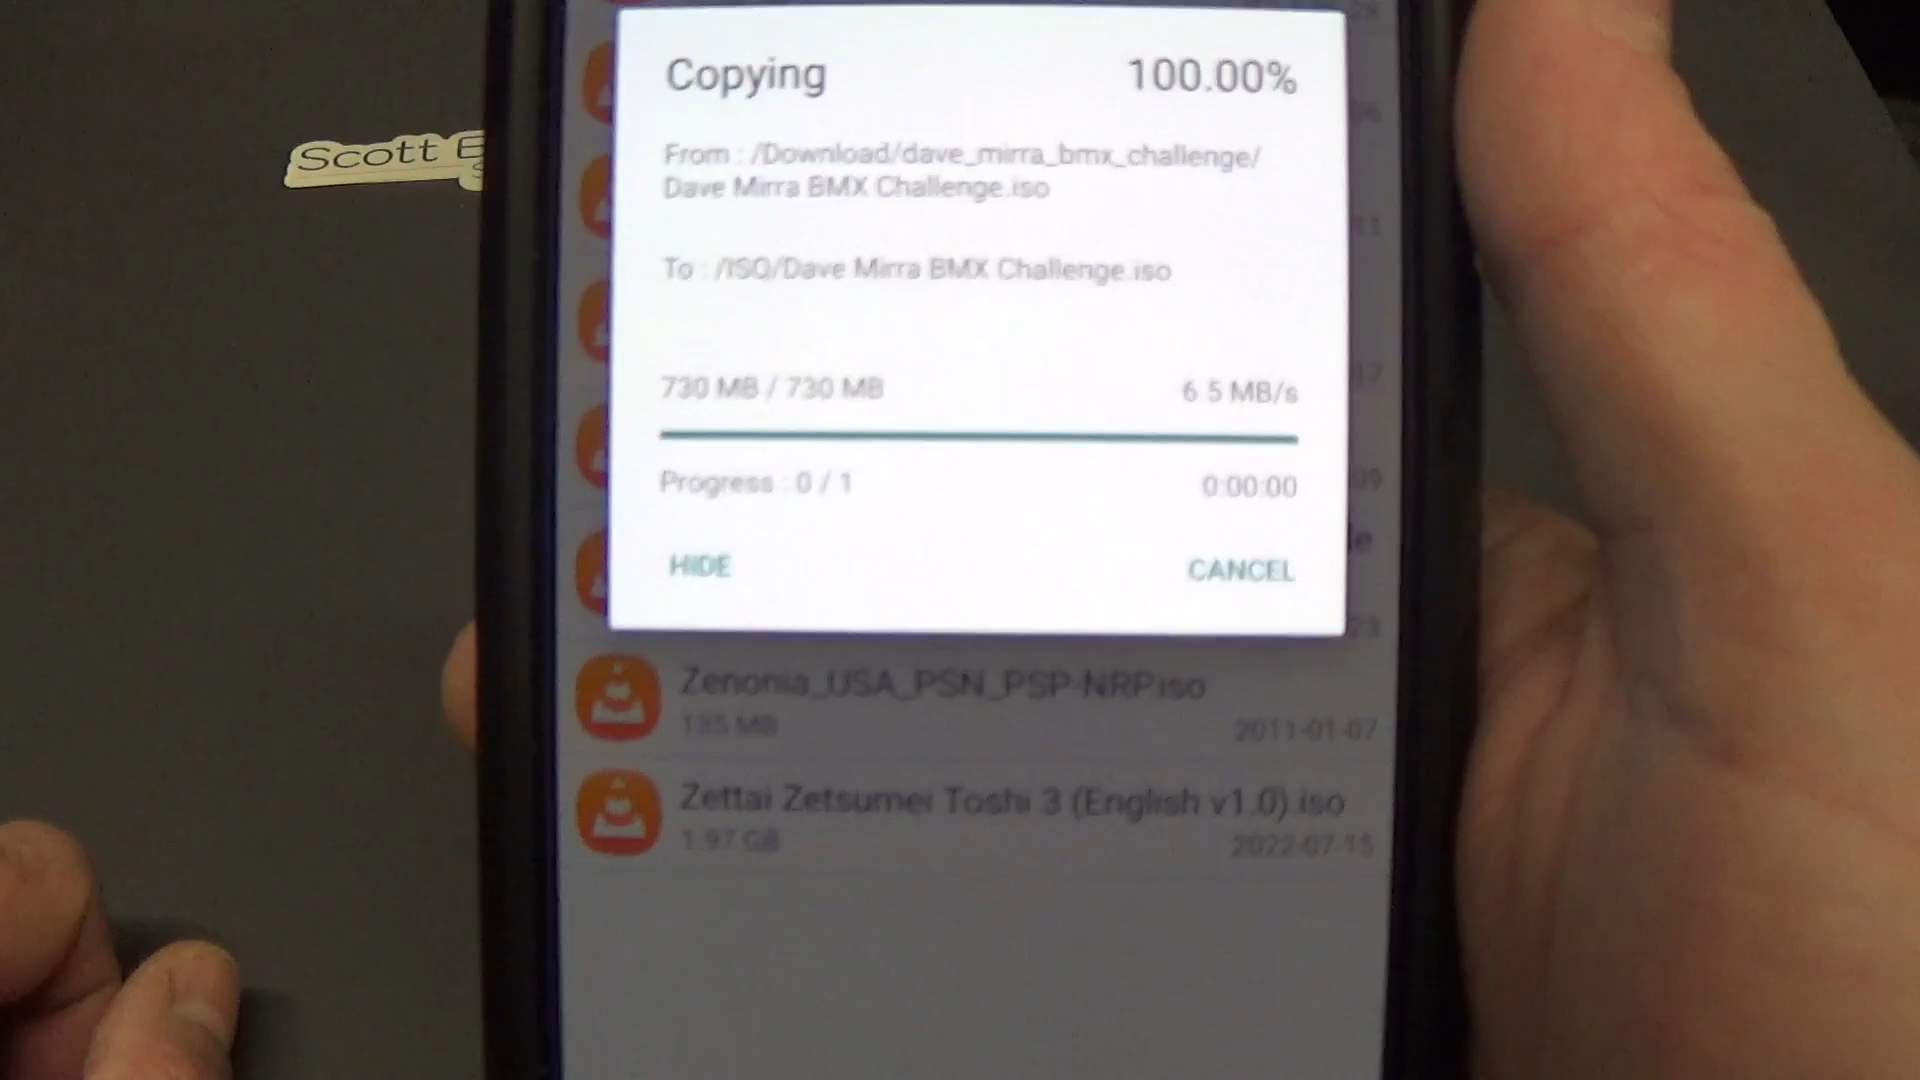 Scott
Copying 100.00%
From : /Download/dave_mirra_bmx_challenge/
Dave Mirra BMX Challenge.iso
To : /ISO/Dave Mirra BMX Challenge.iso
730 MB / 730 MB 6.5 MB/s
Progress : 0 / 1 0:00:00
HIDE CANCEL
Zenonia_USA_PSN_PSP-NRP.iso
135 MB 2011-01-07
Zettai Zetsumei Toshi 3 (English v1.0).iso
1.97 GB 2022-07-15